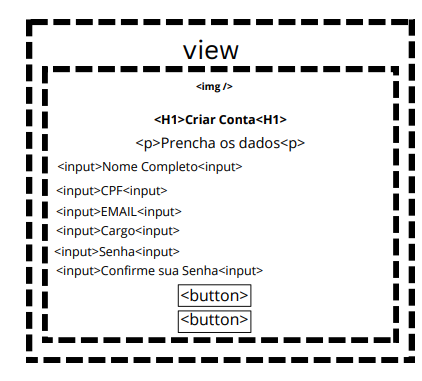 view
<img />
<H1>Criar Conta<H1>
<p>Prencha os dados<p>
<input>Nome Completo<input>
<input>CPF<input>
<input>EMAIL<input>
<input>Cargo<input>
<input>Senha<input>
<input>Confirme sua Senha<input>
<button>
<button>